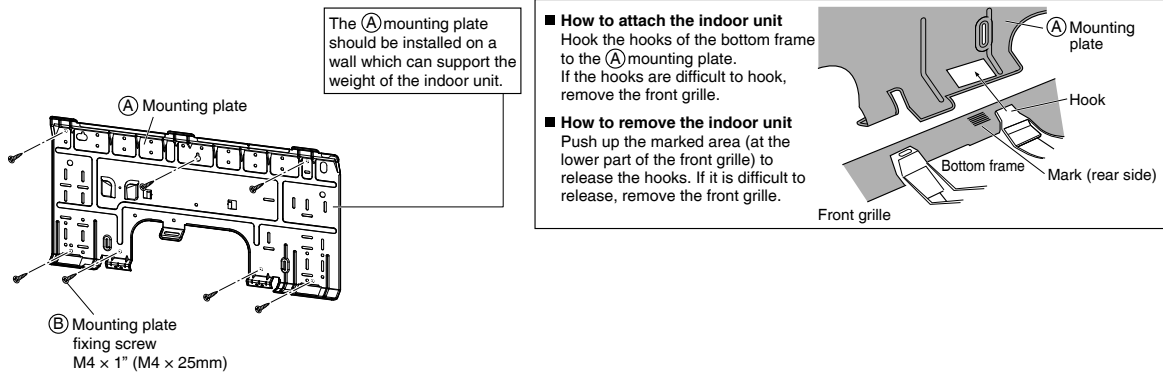 The Ⓐ mounting plate
should be installed on a
wall which can support the
weight of the indoor unit.
Ⓐ Mounting plate
Ⓑ Mounting plate
fixing screw
M4 × 1” (M4 × 25mm)
■ How to attach the indoor unit
Hook the hooks of the bottom frame
to the Ⓐ mounting plate.
If the hooks are difficult to hook,
remove the front grille.
■ How to remove the indoor unit
Push up the marked area (at the
lower part of the front grille) to
release the hooks. If it is difficult to
release, remove the front grille.
Ⓐ Mounting
plate
Hook
Bottom frame
Mark (rear side)
Front grille